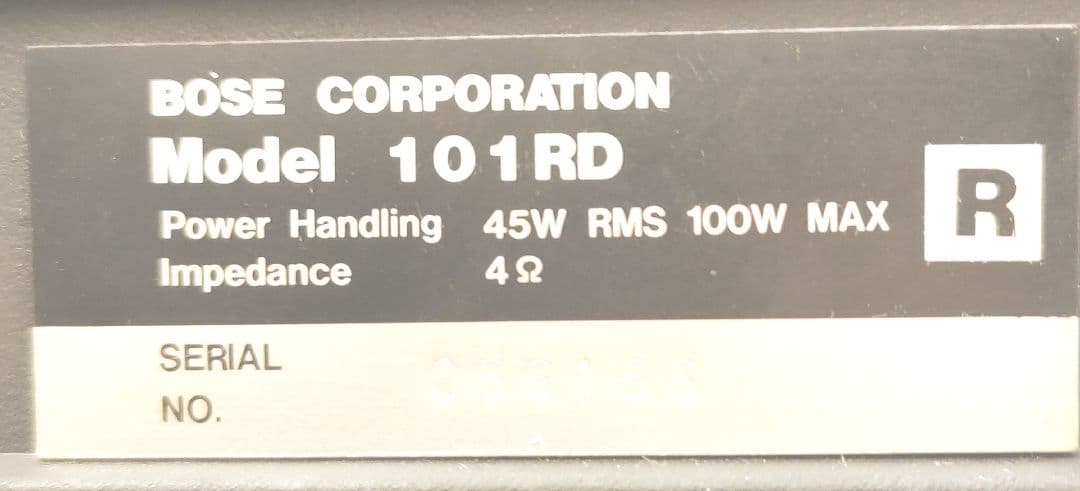 BOSE CORPORATION
Model 101RD
Power Handling 45W RMS 100W MAX
R
Impedance 4Ω
SERIAL
NO.